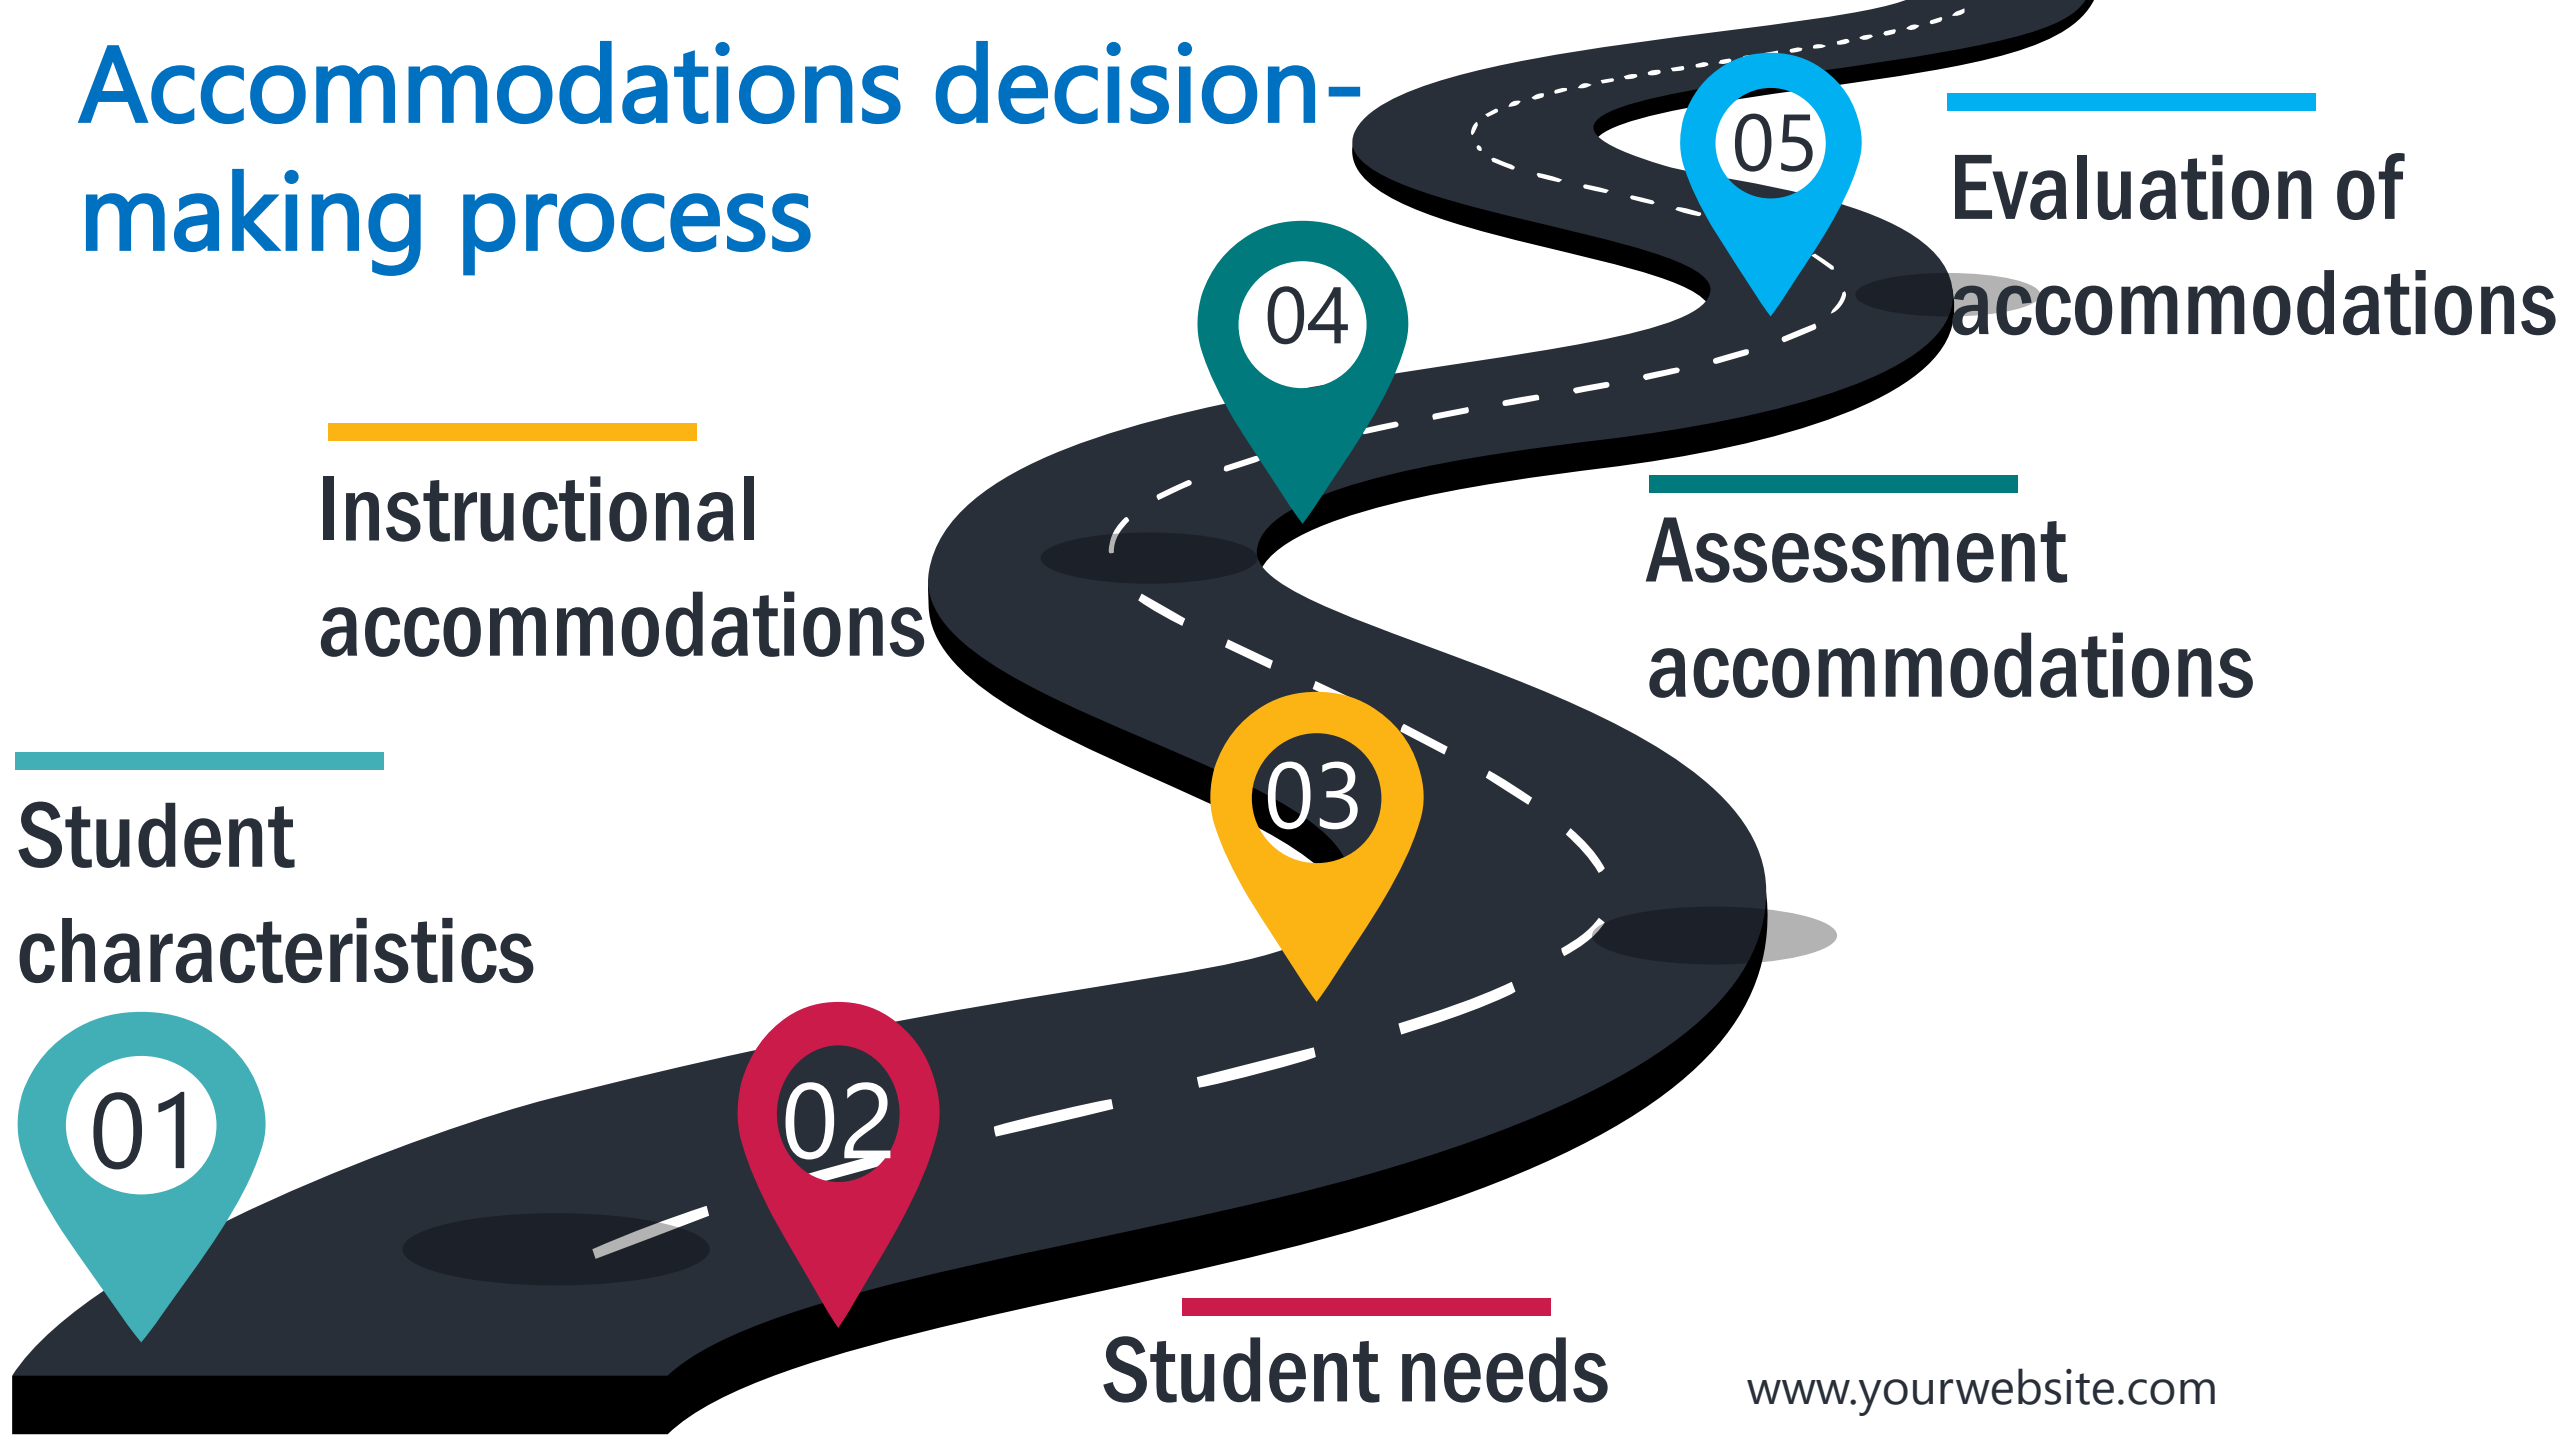 Accommodations decision-
making process
01
Student
characteristics
02
Student needs
03
Instructional
accommodations
04
Assessment
accommodations
05
Evaluation of
accommodations
www.yourwebsite.com